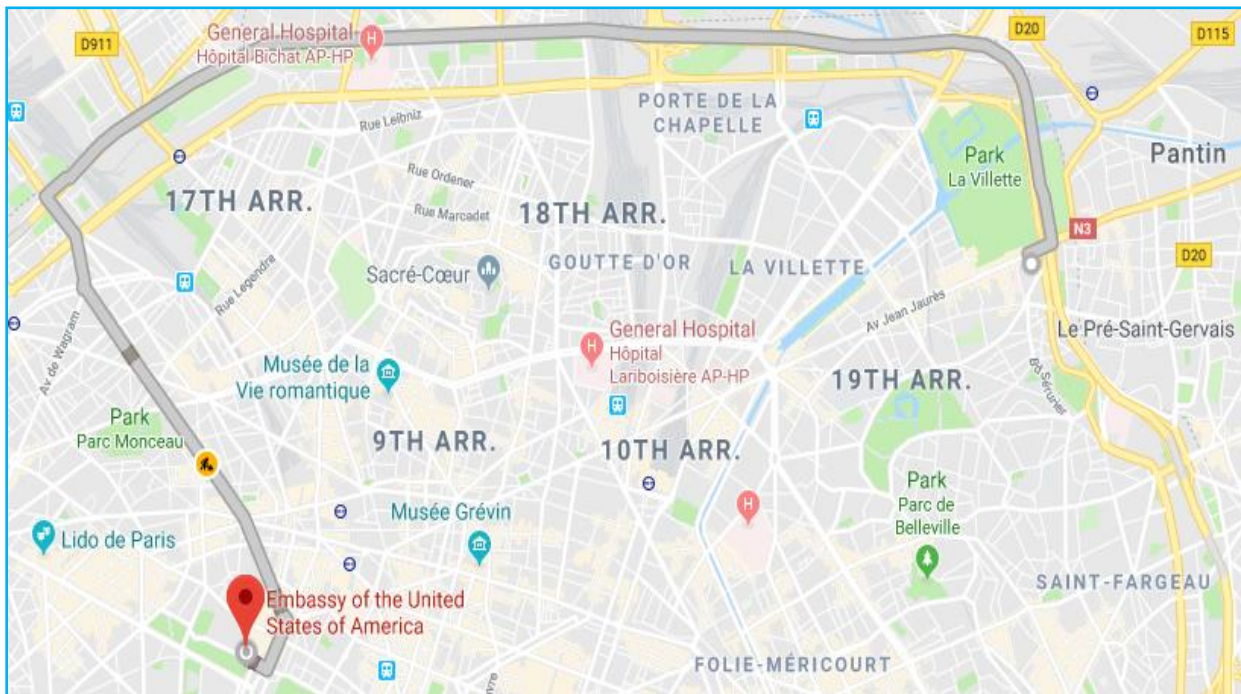 D911
General Hospital
Hôpital Bichat AP-HP
D20
D115
PORTE DE LA
CHAPELLE
Rue Leibniz
Park
La Villette
Pantin
Rue Ordener
17TH ARR.
Rue Marcadet
18TH ARR.
N3
Sacré-Cœur
GOUTTE D'OR
LA VILLETTE
D20
Rue Legendre
Av de Wagram
Av Jean Jaurès
General Hospital
Hôpital
Lariboisière AP-HP
Le Pré-Saint-Gervais
Musée de la
Vie romantique
19TH ARR.
Bd Sérurier
Park
Parc Monceau
9TH ARR.
10TH ARR.
H
H
H
Park
Parc de
Belleville
Musée Grévin
Lido de Paris
SAINT-FARGEAU
Embassy of the United
States of America
FOLIE-MÉRICOURT
uvre